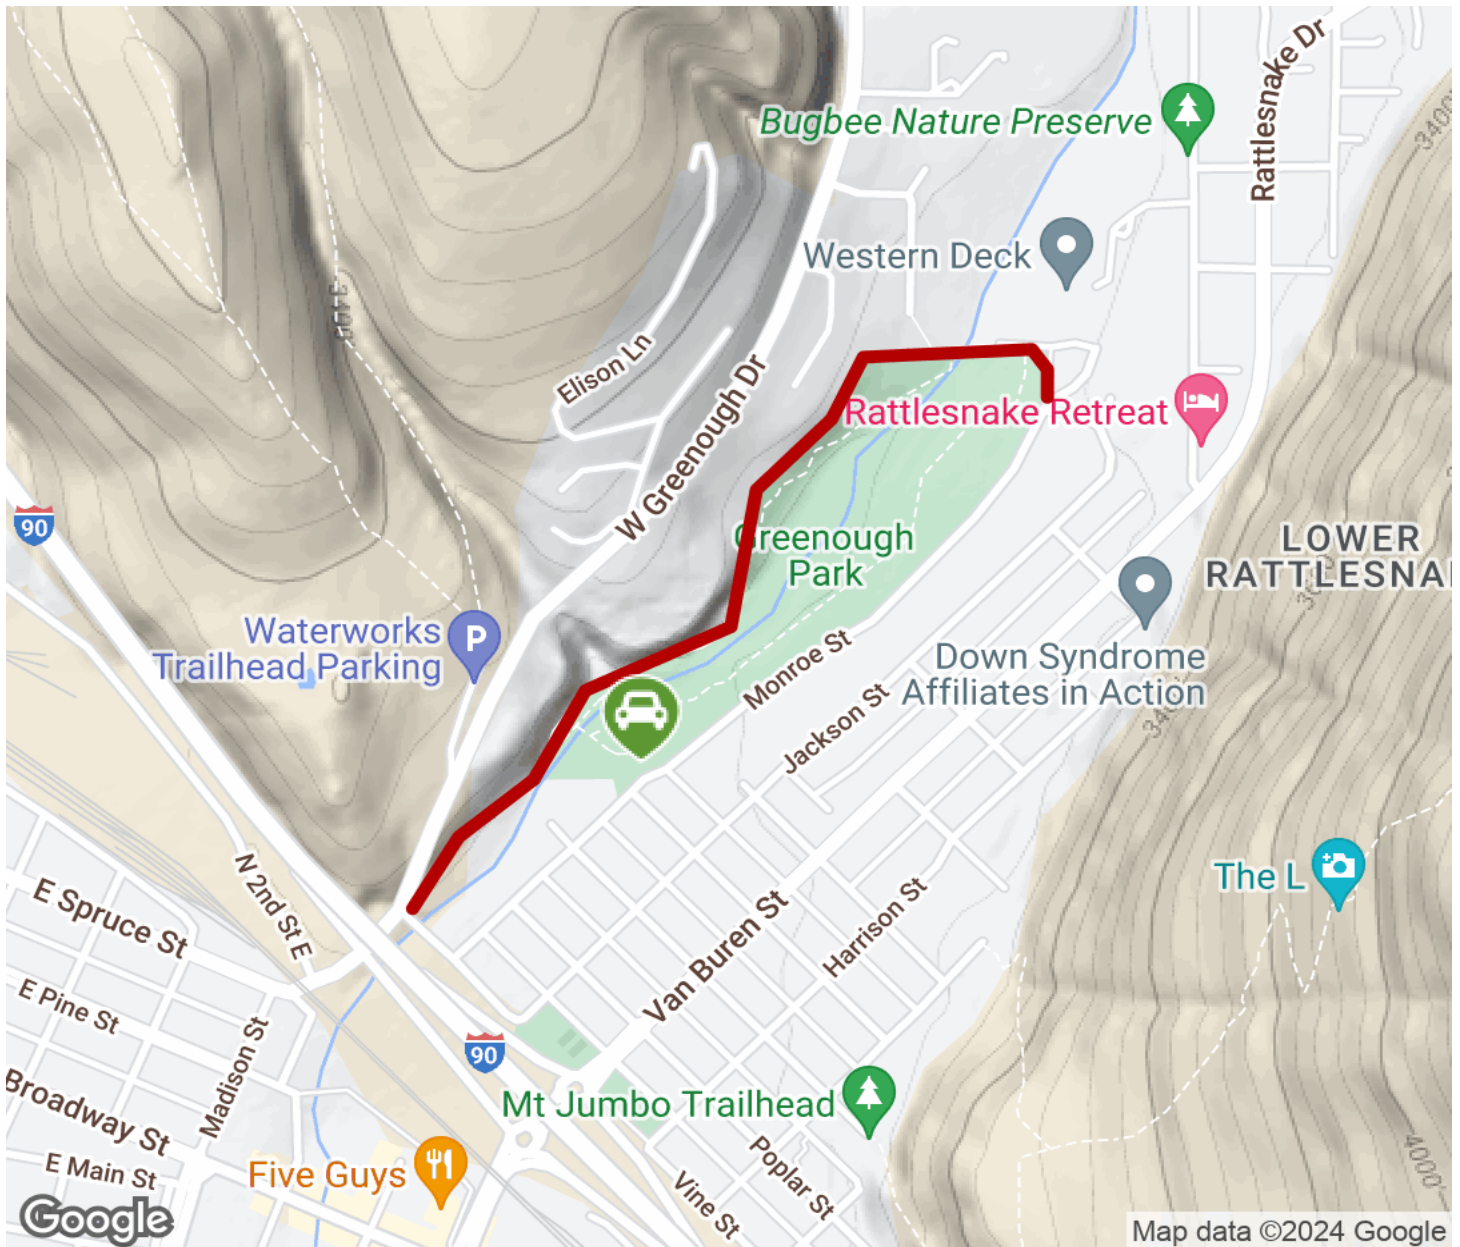 Rattlesnake Dr
Bugbee Nature Preserve
3400'
Western Deck
3400
Elison Ln
W Greenough Dr
Rattlesnake Retreat
90
Greenough
Park
LOWER
RATTLESNA
Waterworks
Trailhead Parking
P
Monroe St
Down Syndrome
Affiliates in Action
Jackson St
The L
E Spruce St
N 2nd St E
Van Buren St
Harrison St
E Pine St
Madison St
90
Broadway St
Mt Jumbo Trailhead
E Main St
Five Guys
Vine St
Poplar St
4000'
Google
Map data ©2024 Google